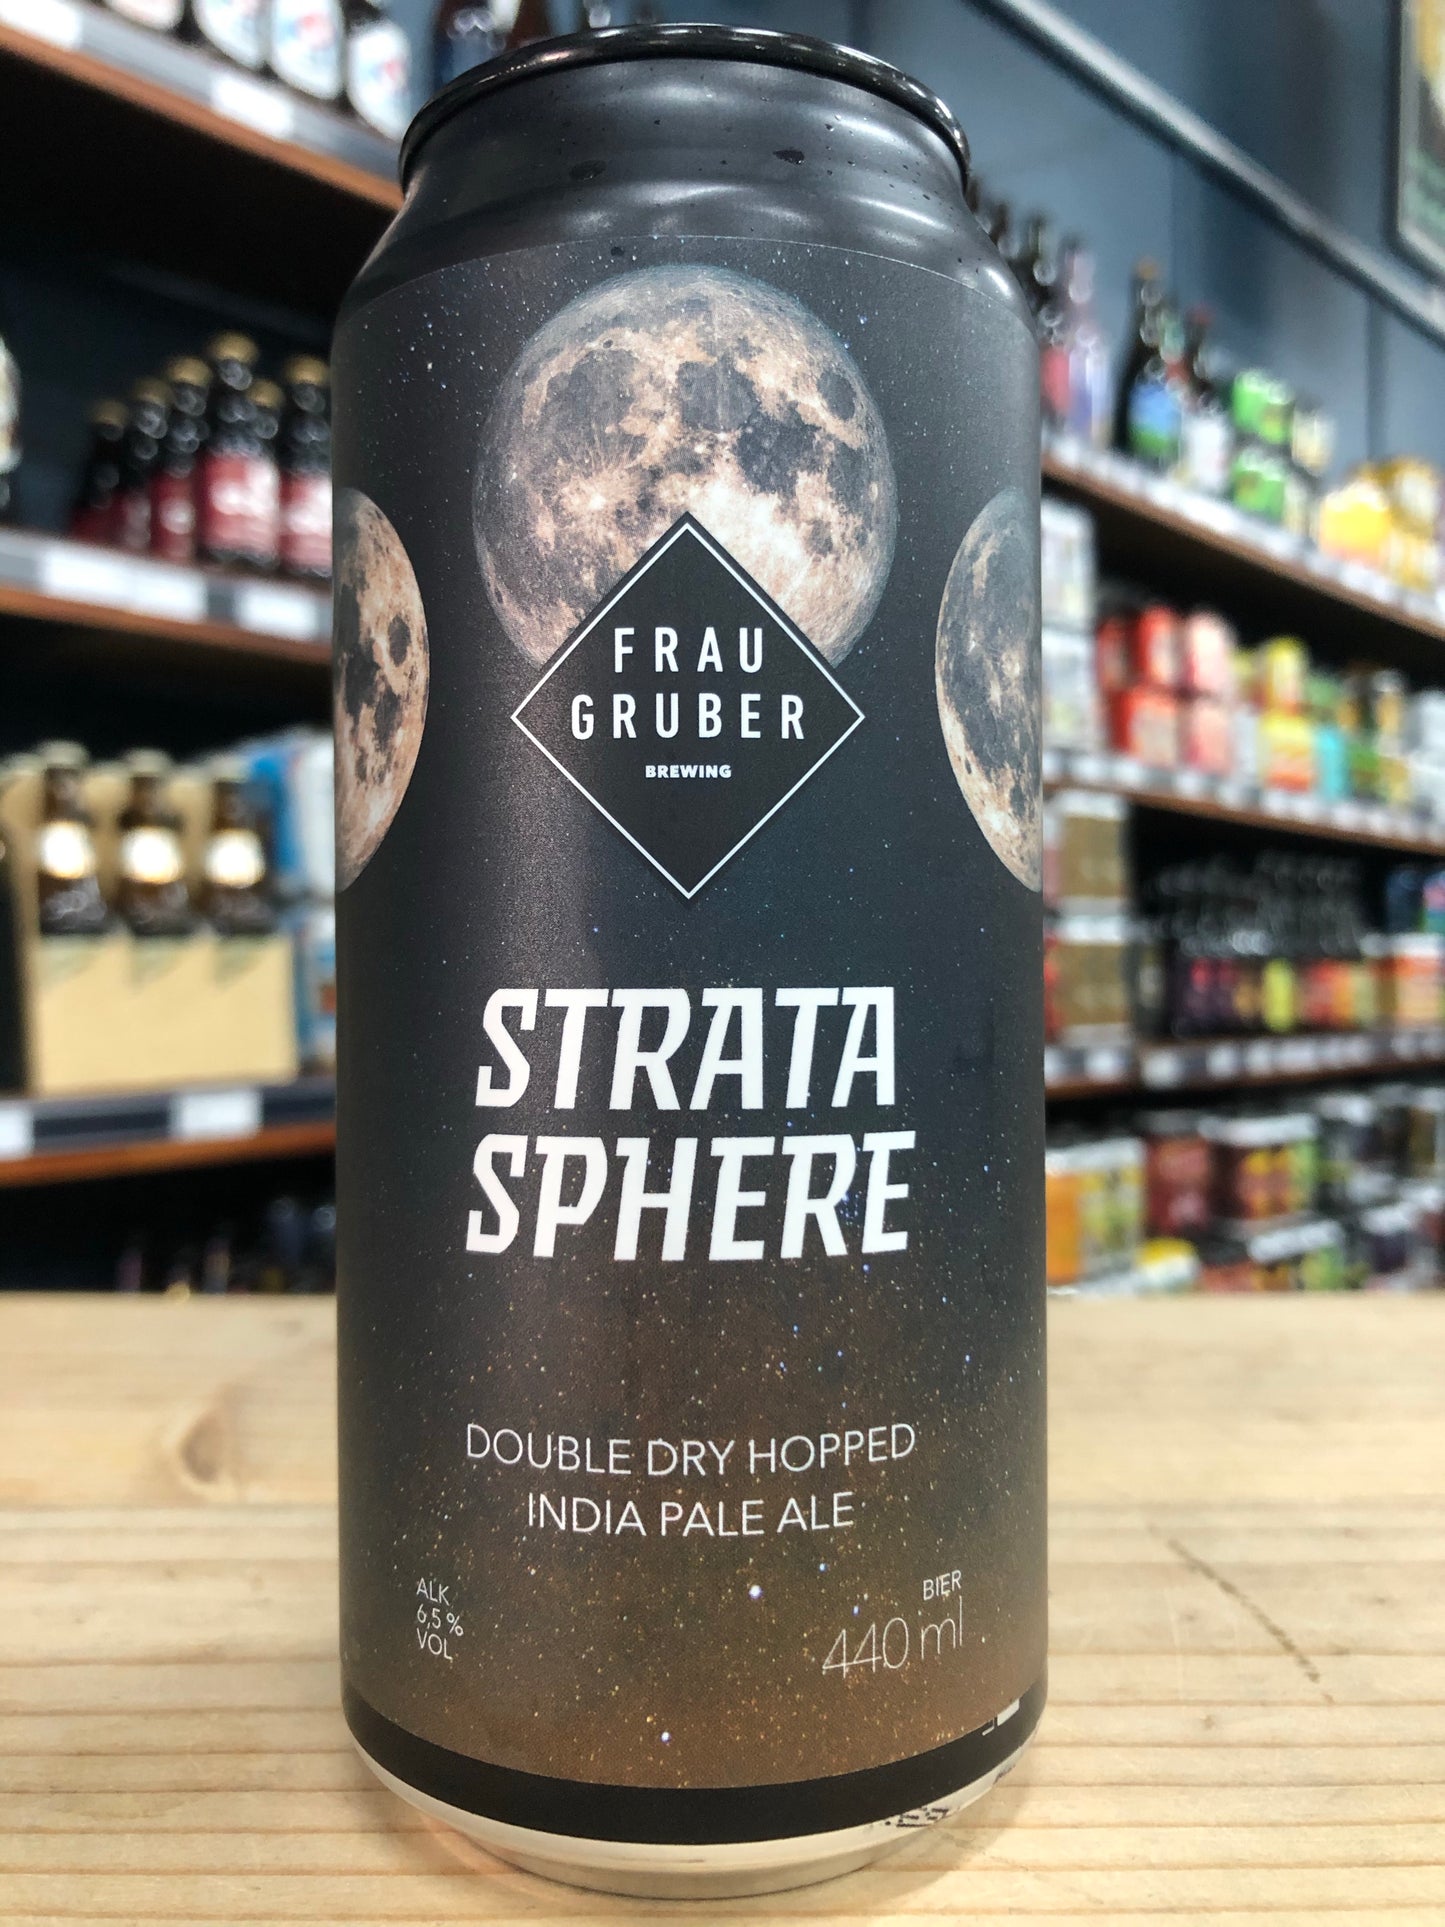 FRAU
GRUBER
BREWING
STRATA
SPHERE
DOUBLE DRY HOPPED
INDIA PALE ALE
ALK.
6,5 %
VOL
BIER
440 ml